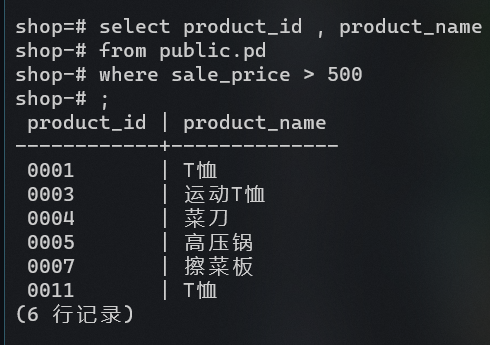 shop=# select product_id , product_name
shop-# from public.pd
shop-# where sale_price > 500
shop-# ;
 product_id | product_name
------------+--------------
 0001       | T恤
 0003       | 运动T恤
 0004       | 菜刀
 0005       | 高压锅
 0007       | 擦菜板
 0011       | T恤
(6 行记录)